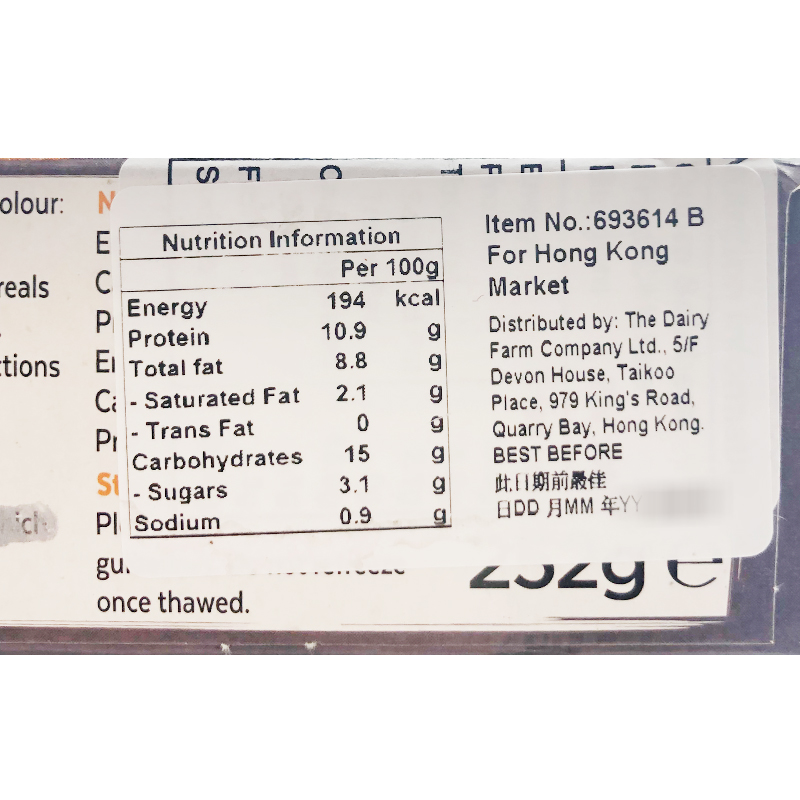 olour:
reals
ctions
Nutrition Information
Per 100g
Energy 194 kcal
Protein 10.9 g
Total fat 8.8 g
- Saturated Fat 2.1 g
- Trans Fat 0 g
Carbohydrates 15 g
- Sugars 3.1 g
Sodium 0.9 g
once thawed.
Item No.:693614 B
For Hong Kong
Market
Distributed by: The Dairy
Farm Company Ltd., 5/F
Devon House, Taikoo
Place, 979 King's Road,
Quarry Bay, Hong Kong.
BEST BEFORE
此日期前最佳
日DD 月MM 年YY
232g e